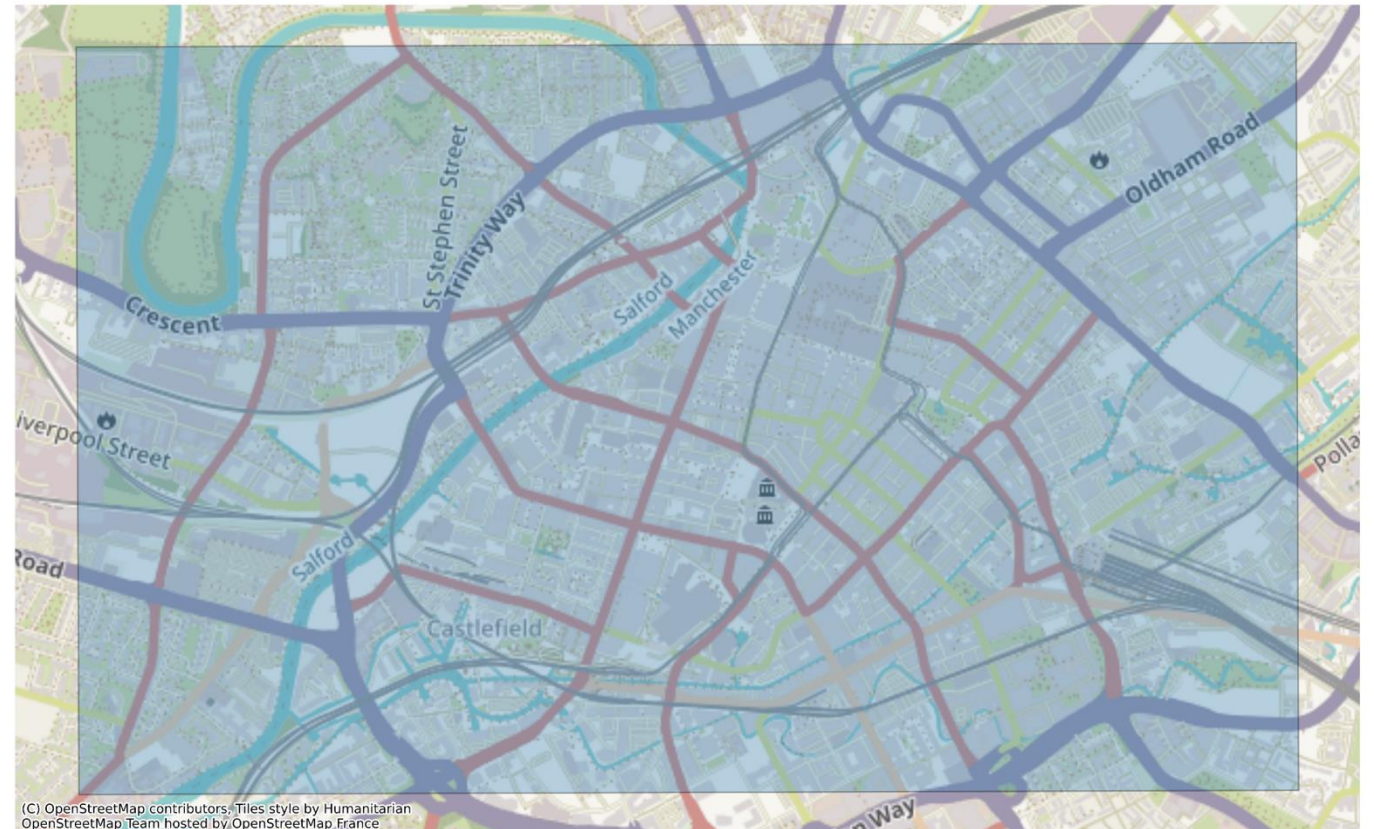 St Stephen Street
Trinity Way
Oldham Road
Crescent
Salford
Manchester
iverpool Street
Polla
Salford
Road
Castlefield
n Way
(C) OpenStreetMap contributors, Tiles style by Humanitarian
OpenStreetMap Team hosted by OpenStreetMap France